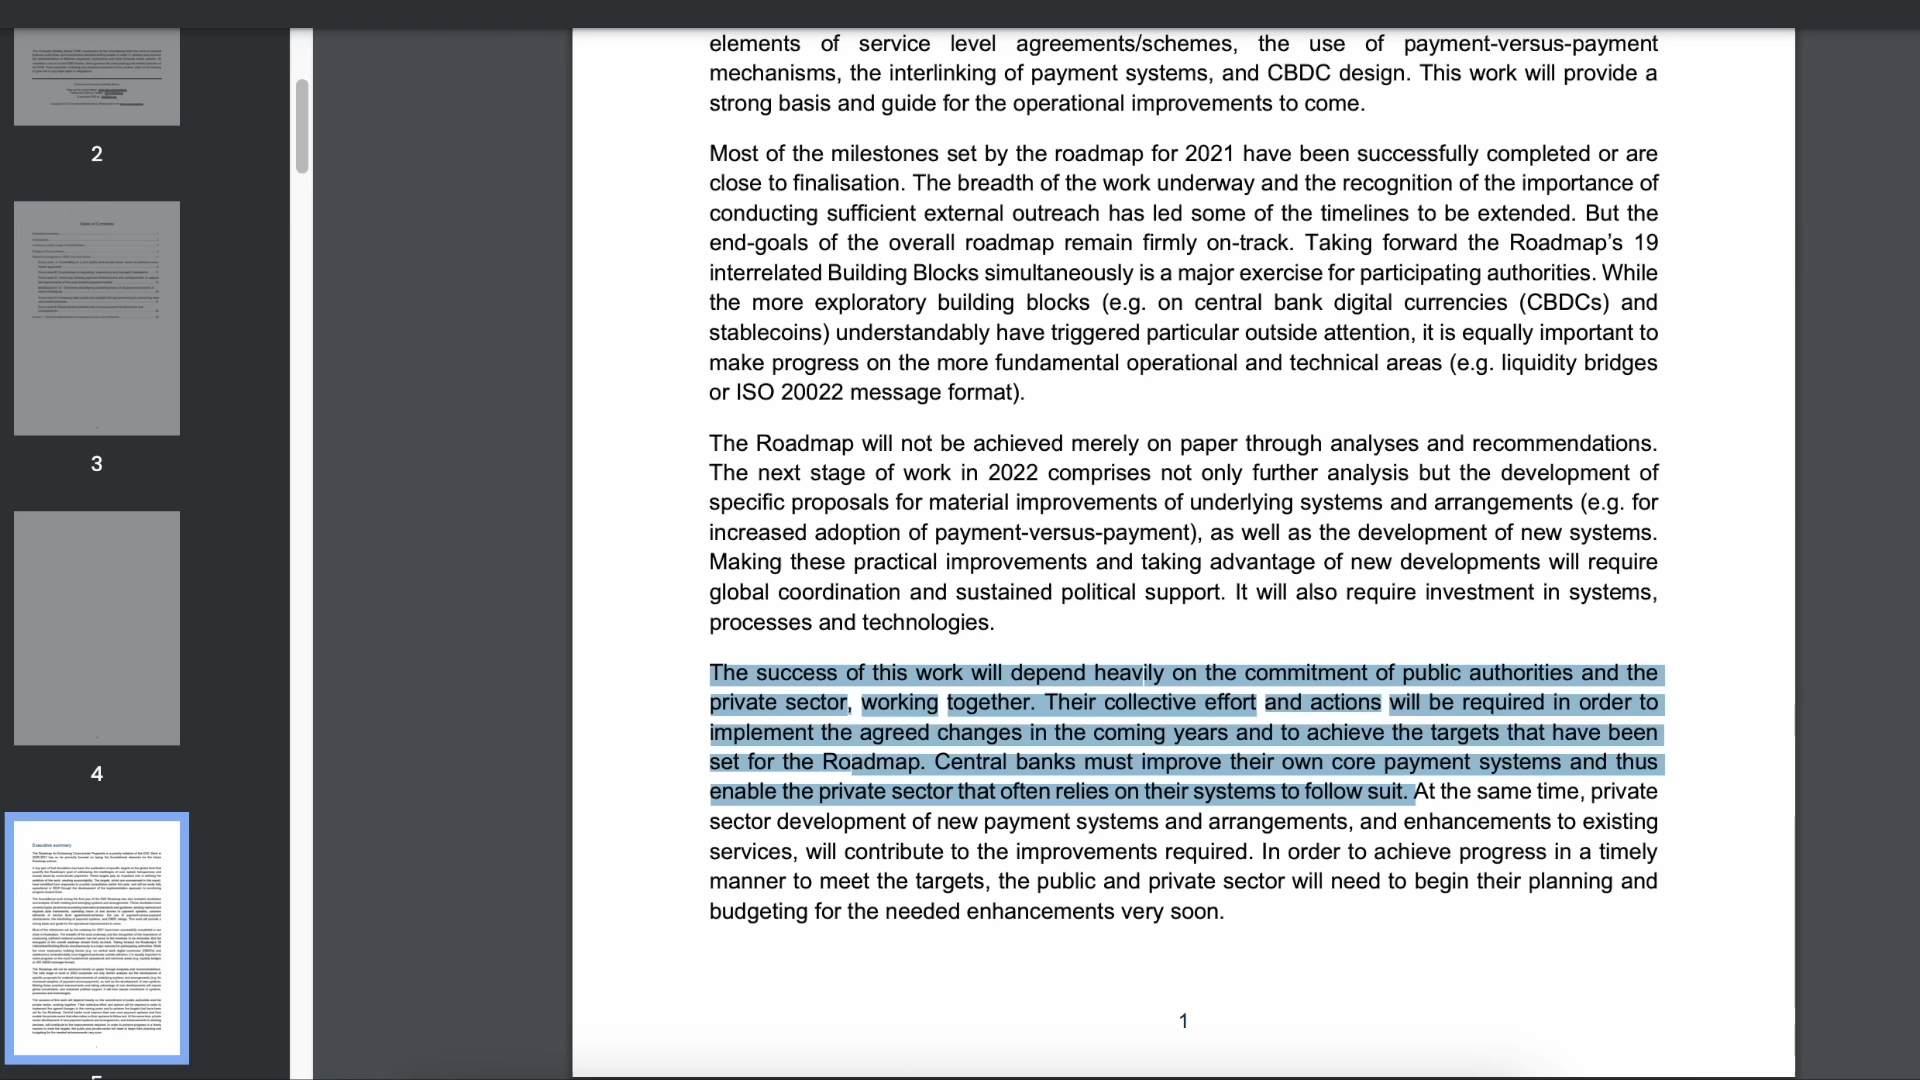 elements of service level agreements/schemes, the use of payment-versus-payment
mechanisms, the interlinking of payment systems, and CBDC design. This work will provide a
strong basis and guide for the operational improvements to come.
Most of the milestones set by the roadmap for 2021 have been successfully completed or are
close to finalisation. The breadth of the work underway and the recognition of the importance of
conducting sufficient external outreach has led some of the timelines to be extended. But the
end-goals of the overall roadmap remain firmly on-track. Taking forward the Roadmap’s 19
interrelated Building Blocks simultaneously is a major exercise for participating authorities. While
the more exploratory building blocks (e.g. on central bank digital currencies (CBDCs) and
stablecoins) understandably have triggered particular outside attention, it is equally important to
make progress on the more fundamental operational and technical areas (e.g. liquidity bridges
or ISO 20022 message format).
The Roadmap will not be achieved merely on paper through analyses and recommendations.
The next stage of work in 2022 comprises not only further analysis but the development of
specific proposals for material improvements of underlying systems and arrangements (e.g. for
increased adoption of payment-versus-payment), as well as the development of new systems.
Making these practical improvements and taking advantage of new developments will require
global coordination and sustained political support. It will also require investment in systems,
processes and technologies.
The success of this work will depend heavily on the commitment of public authorities and the
private sector, working together. Their collective effort and actions will be required in order to
implement the agreed changes in the coming years and to achieve the targets that have been
set for the Roadmap. Central banks must improve their own core payment systems and thus
enable the private sector that often relies on their systems to follow suit. At the same time, private
sector development of new payment systems and arrangements, and enhancements to existing
services, will contribute to the improvements required. In order to achieve progress in a timely
manner to meet the targets, the public and private sector will need to begin their planning and
budgeting for the needed enhancements very soon.
1
2
Table of Contents
3
4
Executive summary